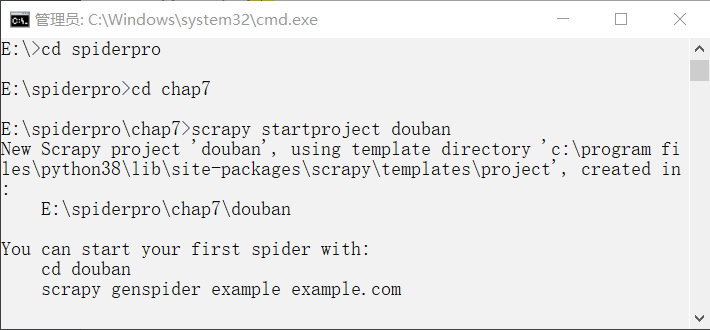 管理员: C:\Windows\system32\cmd.exe
E:\>cd spiderpro
E:\spiderpro>cd chap7
E:\spiderpro\chap7>scrapy startproject douban
New Scrapy project 'douban', using template directory 'c:\program fi
les\python38\lib\site-packages\scrapy\templates\project', created in
:
    E:\spiderpro\chap7\douban
You can start your first spider with:
    cd douban
    scrapy genspider example example.com